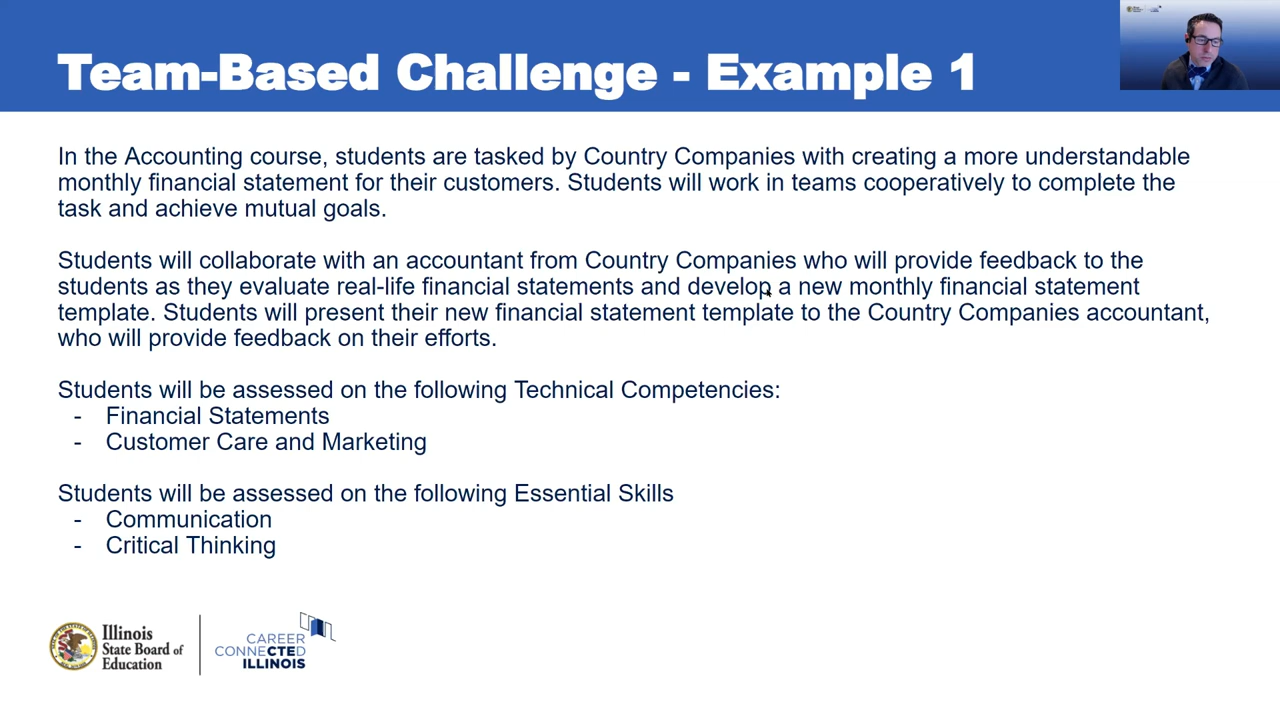 Team-Based Challenge - Example 1
In the Accounting course, students are tasked by Country Companies with creating a more understandable
monthly financial statement for their customers. Students will work in teams cooperatively to complete the
task and achieve mutual goals.
Students will collaborate with an accountant from Country Companies who will provide feedback to the
students as they evaluate real-life financial statements and develop a new monthly financial statement
template. Students will present their new financial statement template to the Country Companies accountant,
who will provide feedback on their efforts.
Students will be assessed on the following Technical Competencies:
- Financial Statements
- Customer Care and Marketing
Students will be assessed on the following Essential Skills
- Communication
- Critical Thinking
Illinois
State Board of
Education
CAREER
CONNECTED
ILLINOIS